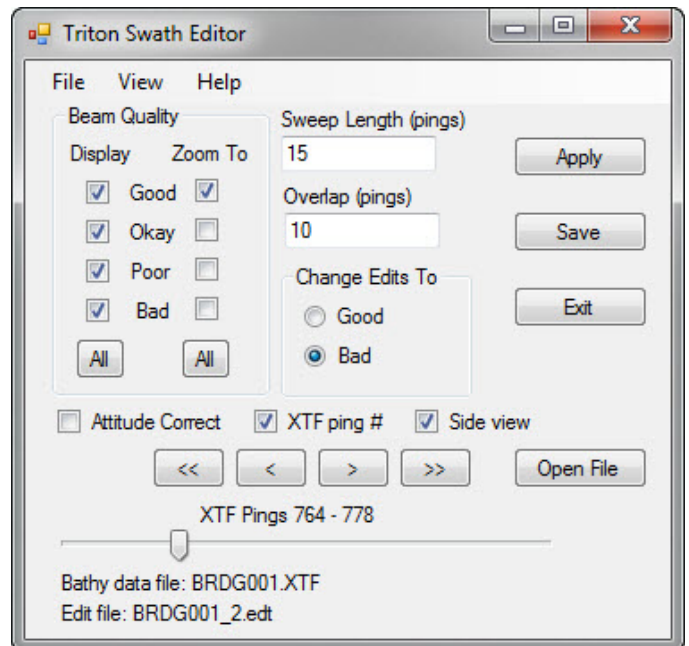 Triton Swath Editor
File View Help
Beam Quality
Display Zoom To
Good
Okay
Poor
Bad
All All
Sweep Length (pings)
15
Overlap (pings)
10
Change Edits To
Good
Bad
Apply
Save
Exit
Attitude Correct XTF ping # Side view
<< < > >> Open File
XTF Pings 764 - 778
Bathy data file: BRDG001.XTF
Edit file: BRDG001_2.edt